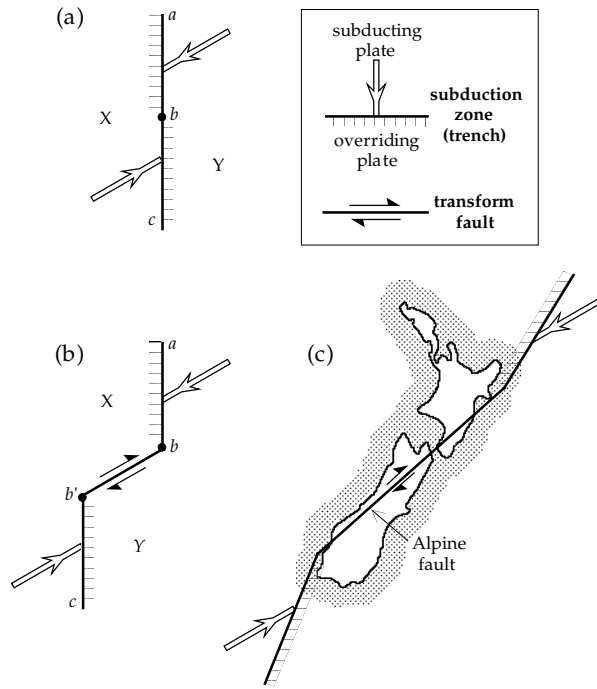 (a)
a
b
X
Y
c
subducting
plate
subduction
zone
(trench)
overriding
plate
transform
fault
(b)
a
X
b
b'
Y
c
(c)
Alpine
fault